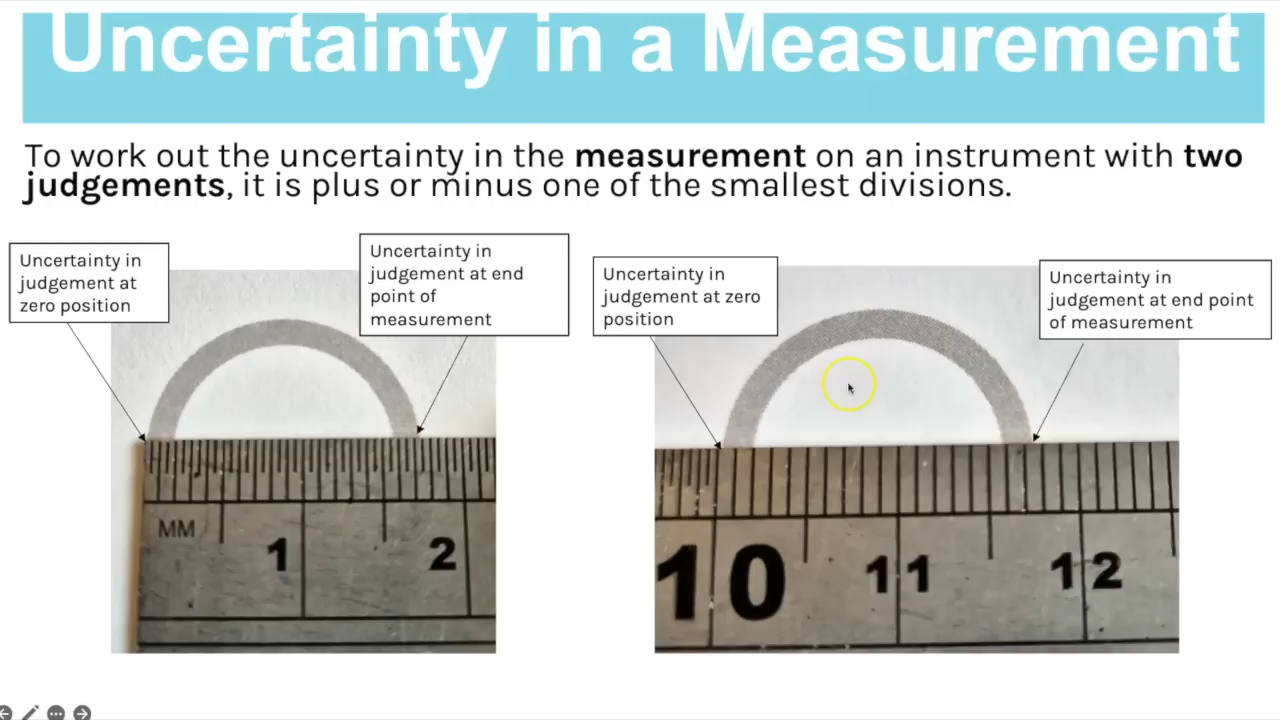 Uncertainty in a Measurement
To work out the uncertainty in the measurement on an instrument with two
judgements, it is plus or minus one of the smallest divisions.
Uncertainty in
judgement at
zero position
Uncertainty in
judgement at end
point of
measurement
Uncertainty in
judgement at zero
position
Uncertainty in
judgement at end point
of measurement
MM
1
2
10
11
12